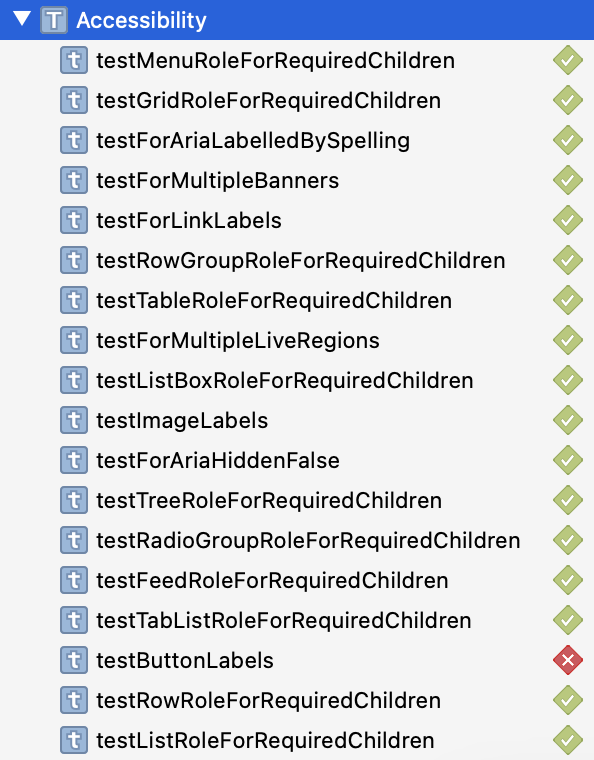 T Accessibility
t testMenuRoleForRequiredChildren
t testGridRoleForRequiredChildren
t testForAriaLabelledBySpelling
t testForMultipleBanners
t testForLinkLabels
t testRowGroupRoleForRequiredChildren
t testTableRoleForRequiredChildren
t testForMultipleLiveRegions
t testListBoxRoleForRequiredChildren
t testImageLabels
t testForAriaHiddenFalse
t testTreeRoleForRequiredChildren
t testRadioGroupRoleForRequiredChildren
t testFeedRoleForRequiredChildren
t testTabListRoleForRequiredChildren
t testButtonLabels
t testRowRoleForRequiredChildren
t testListRoleForRequiredChildren